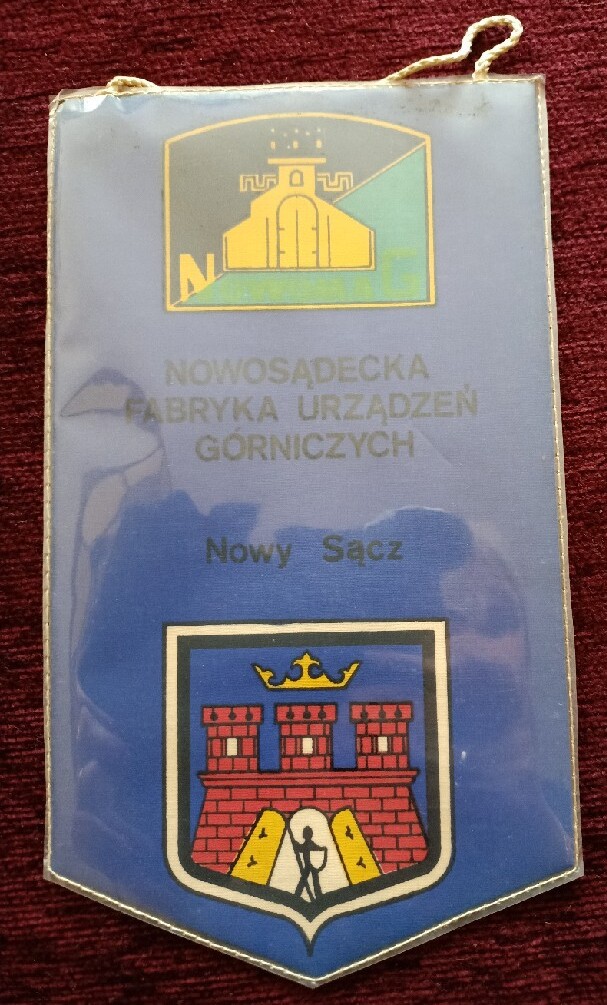 N G
NOWOSĄDECKA
FABRYKA URZĄDZEŃ
GÓRNICZYCH
Nowy Sącz